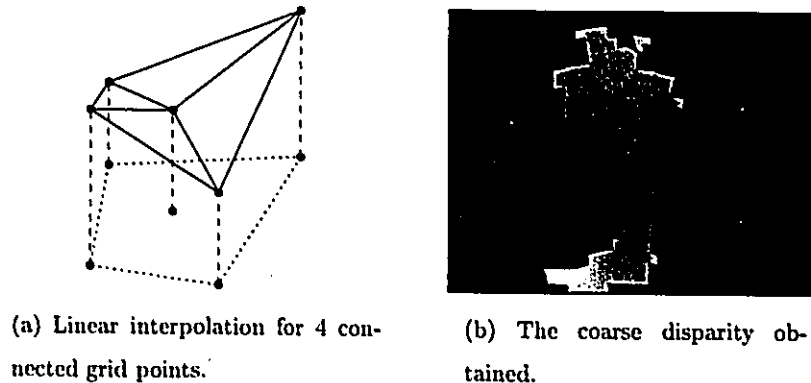 (a) Linear interpolation for 4 con-
nected grid points.
(b) The coarse disparity ob-
tained.